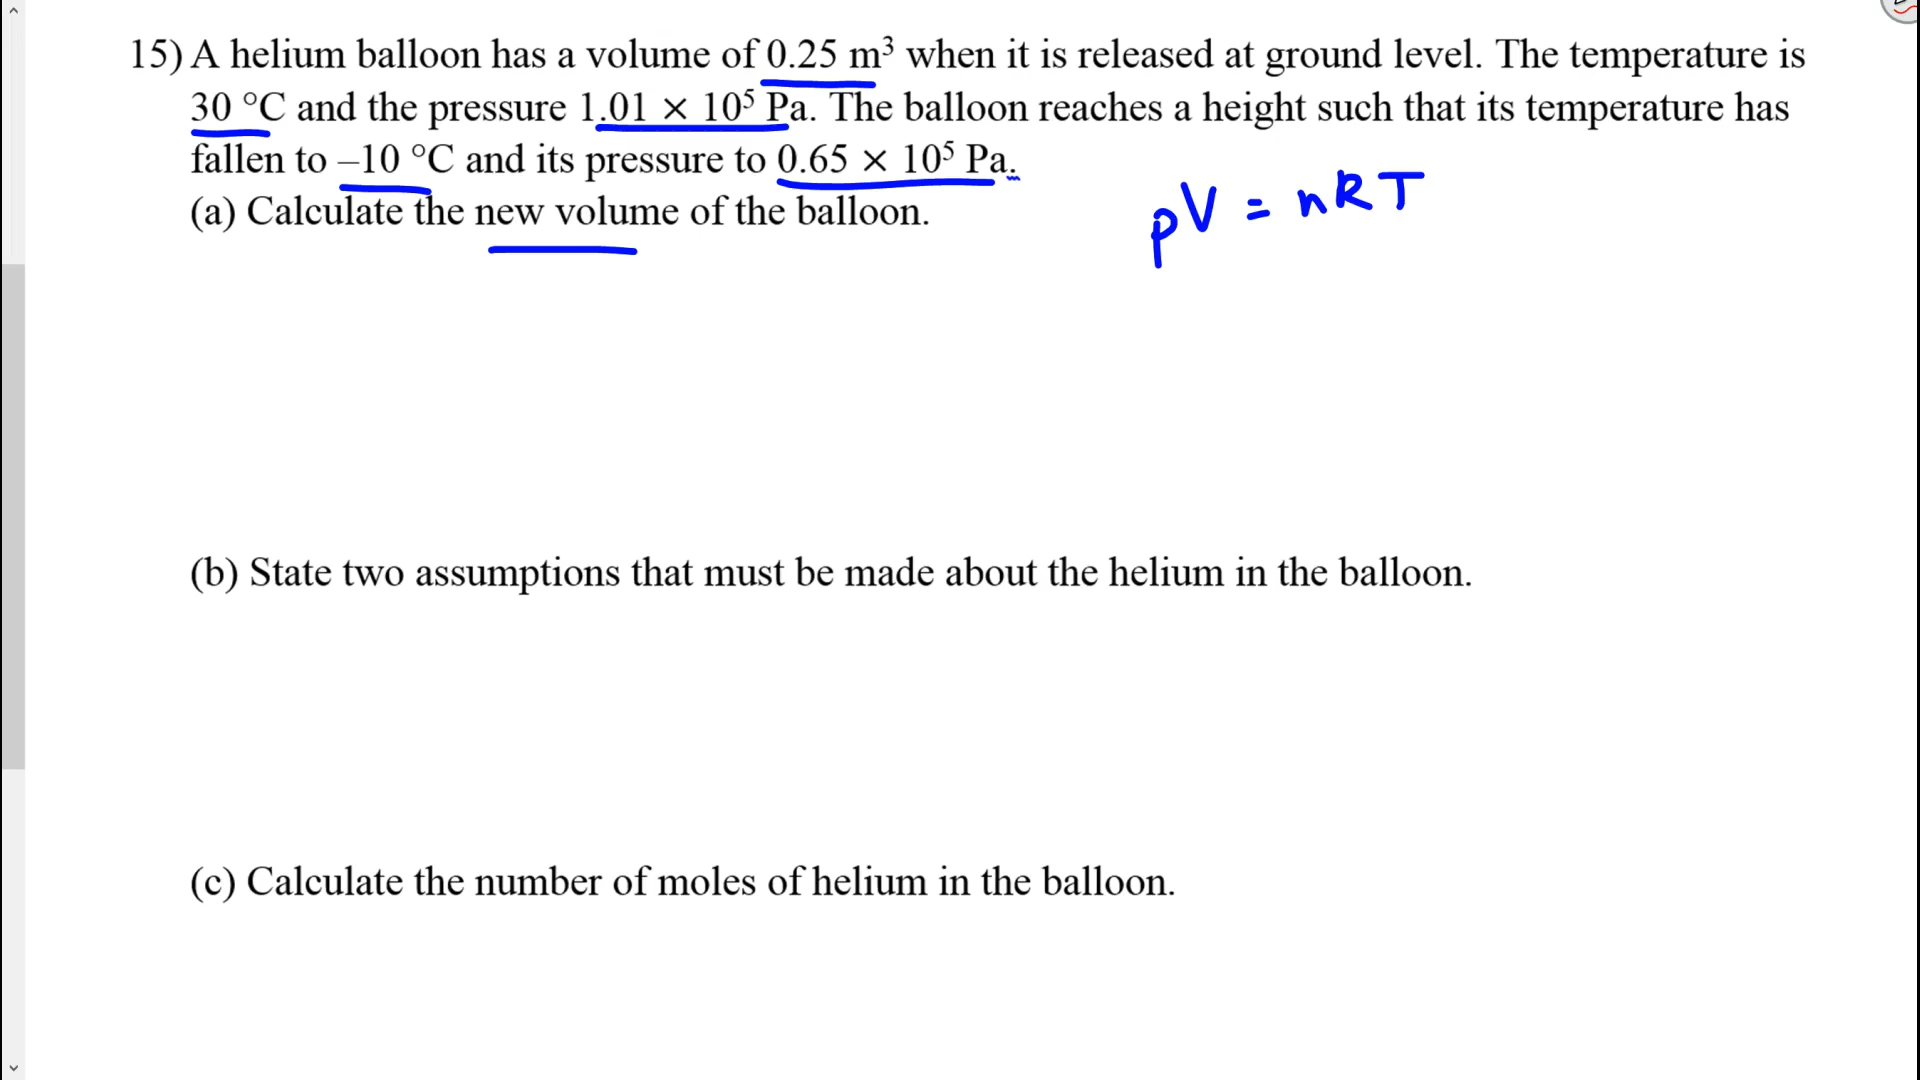 15) A helium balloon has a volume of 0.25 m³ when it is released at ground level. The temperature is
30 °C and the pressure 1.01 × 10⁵ Pa. The balloon reaches a height such that its temperature has
fallen to –10 °C and its pressure to 0.65 × 10⁵ Pa.
(a) Calculate the new volume of the balloon.
pV = nRT
(b) State two assumptions that must be made about the helium in the balloon.
(c) Calculate the number of moles of helium in the balloon.